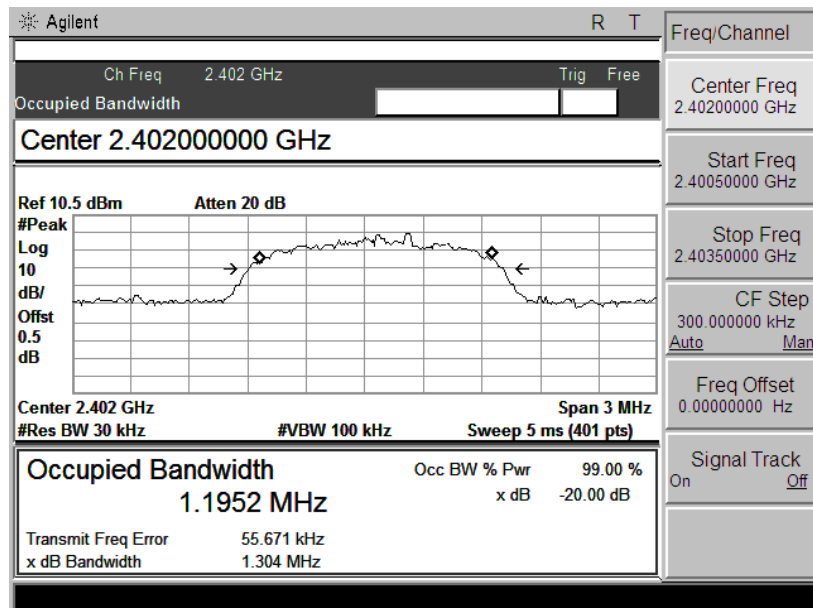 Agilent R T
Freq/Channel
Ch Freq 2.402 GHz Trig Free
Occupied Bandwidth
Center 2.402000000 GHz
Ref 10.5 dBm Atten 20 dB
#Peak
Log
10
dB/
Offst
0.5
dB
Center 2.402 GHz Span 3 MHz
#Res BW 30 kHz #VBW 100 kHz Sweep 5 ms (401 pts)
Occupied Bandwidth
1.1952 MHz
Occ BW % Pwr 99.00 %
x dB -20.00 dB
Transmit Freq Error 55.671 kHz
x dB Bandwidth 1.304 MHz
Center Freq
2.40200000 GHz
Start Freq
2.40050000 GHz
Stop Freq
2.40350000 GHz
CF Step
300.000000 kHz
Auto Man
Freq Offset
0.00000000 Hz
Signal Track
On Off